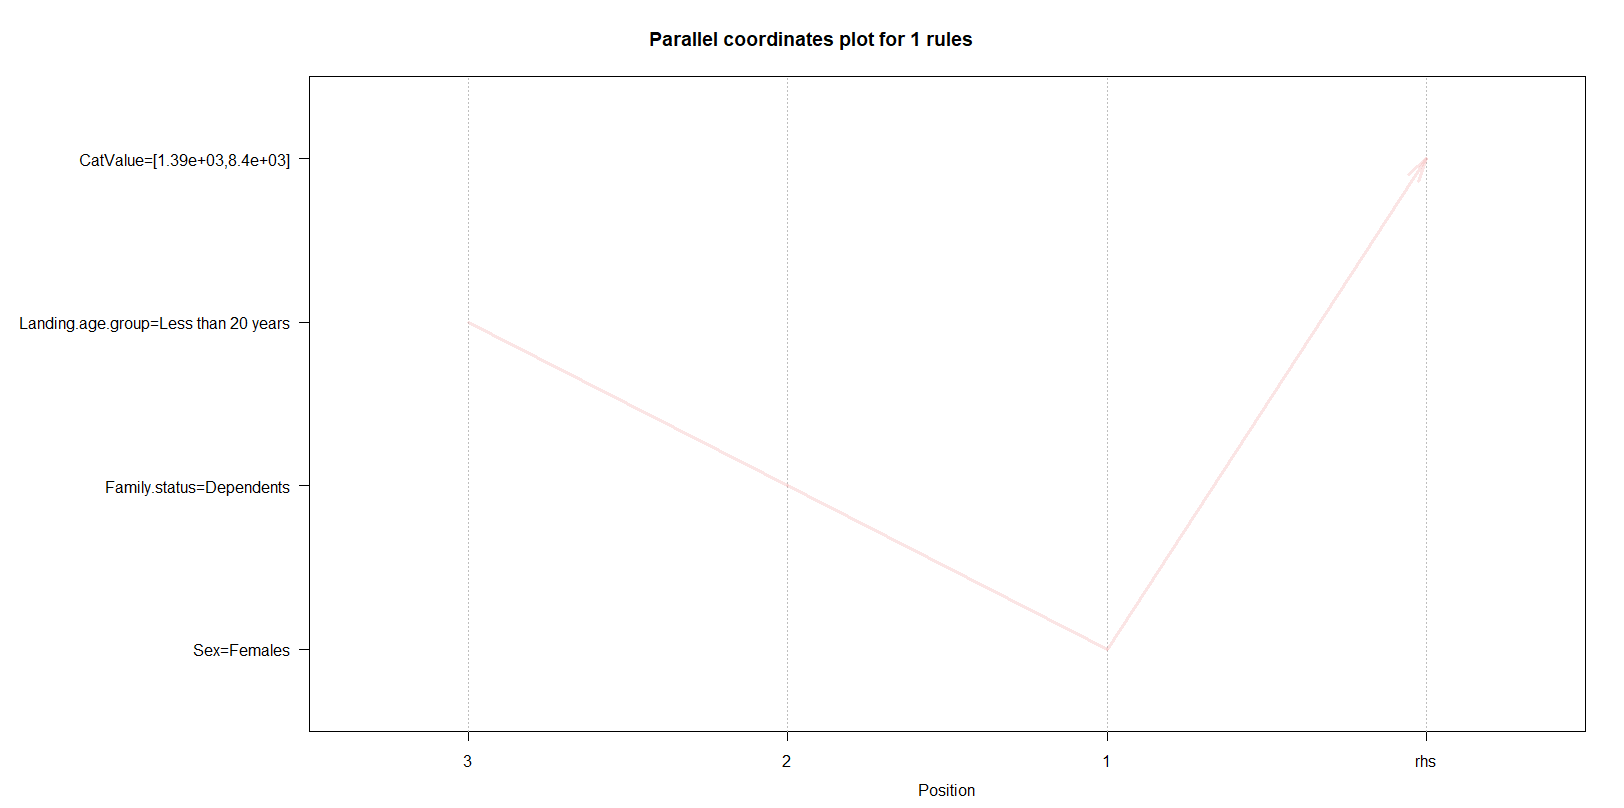 Parallel coordinates plot for 1 rules
CatValue=[1.39e+03,8.4e+03]
Landing.age.group=Less than 20 years
Family.status=Dependents
Sex=Females
3 2 1 rhs
Position